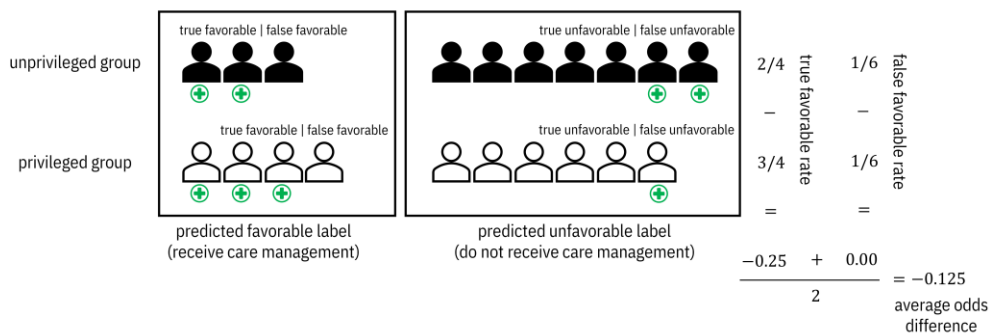 true favorable | false favorable
true unfavorable | false unfavorable
unprivileged group
2/4
true favorable rate
1/6
false favorable rate
−
−
true favorable | false favorable
true unfavorable | false unfavorable
privileged group
3/4
1/6
=
=
predicted favorable label
(receive care management)
predicted unfavorable label
(do not receive care management)
−0.25 + 0.00
2
= −0.125
average odds
difference